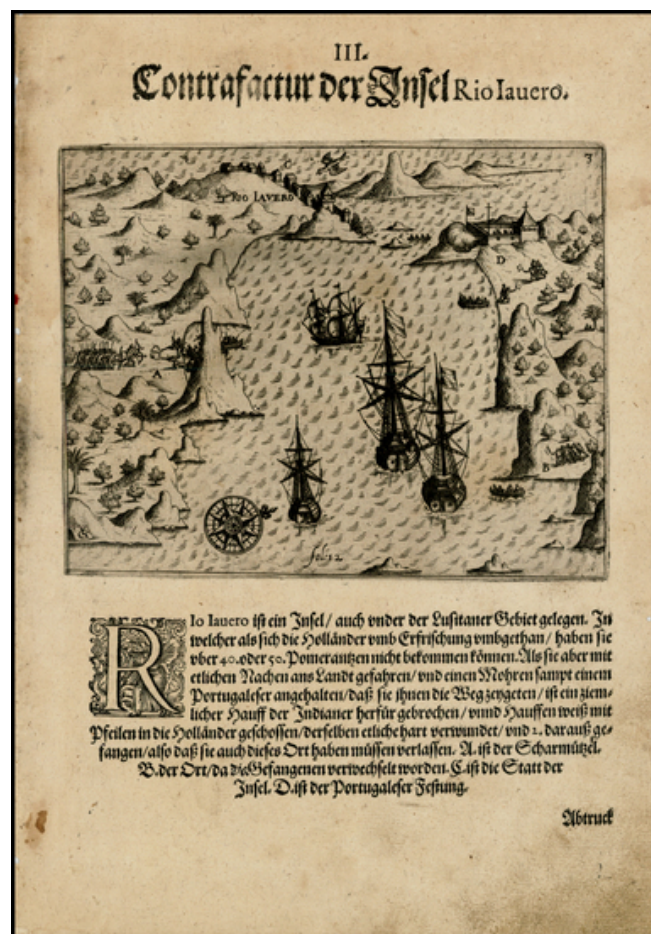 III.
Contrafactur der Insel Rio Iauero.
3
C
RIO IAVERO
D
A
B
fol. 12
RIo Iauero ist ein Insel/ auch vnder der Lusitaner Gebiet gelegen. In
welcher als sich die Holländer vmb Erfrischung vmbgethan/ haben sie
vber 40. oder 50. Pomerantzen nicht bekommen können. Als sie aber mit
etlichen Nachen ans Landt gefahren/ vnd einen Mohren sampt einem
Portugaleser angehalten/ daß sie ihnen die Weg zeygeten/ ist ein ziem-
licher Hauff der Indianer herfür gebrochen/ vnnd Hauffen weiß mit
Pfeilen in die Holländer geschossen/ derselben etliche hart verwundet/ vnd 2. darauß ge-
fangen/ also daß sie auch dieses Ort haben müssen verlassen. A. ist der Scharmützel.
B. der Ort/ da die Gefangenen verwechselt worden. C. ist die Statt der
Insel. D. ist der Portugaleser Festung.
Abtruck